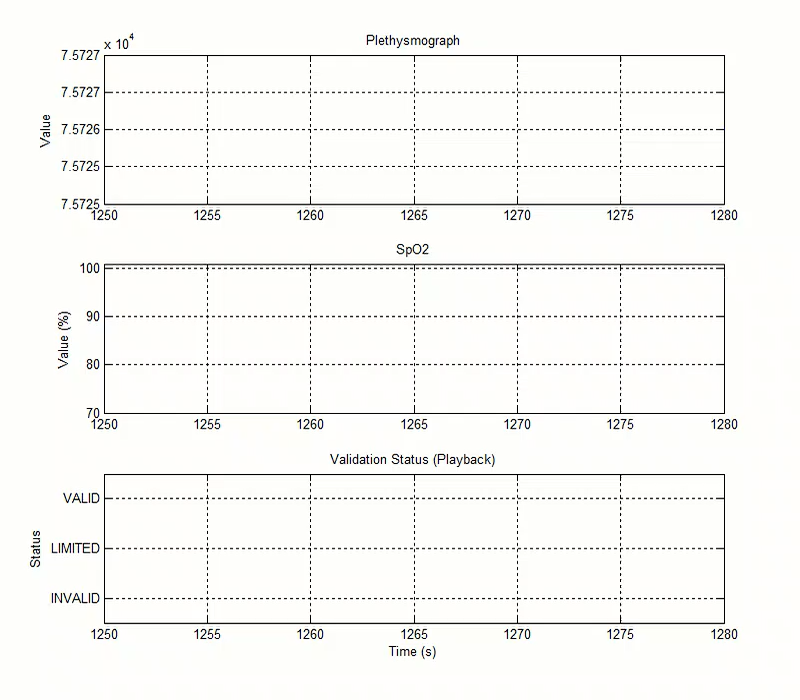 Plethysmograph
x 10^4
7.5727
7.5727
7.5726
7.5725
7.5725
Value
1250 1255 1260 1265 1270 1275 1280
SpO2
100
90
80
70
Value (%)
1250 1255 1260 1265 1270 1275 1280
Validation Status (Playback)
VALID
LIMITED
INVALID
Status
1250 1255 1260 1265 1270 1275 1280
Time (s)